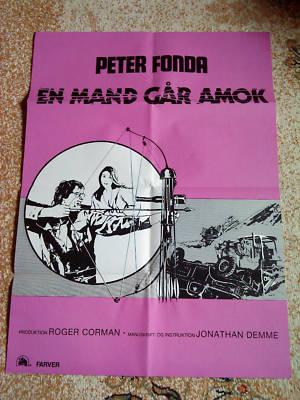 PETER FONDA
EN MAND GÅR AMOK
PRODUKTION ROGER CORMAN • MANUSKRIPT OG INSTRUKTION JONATHAN DEMME
FARVER